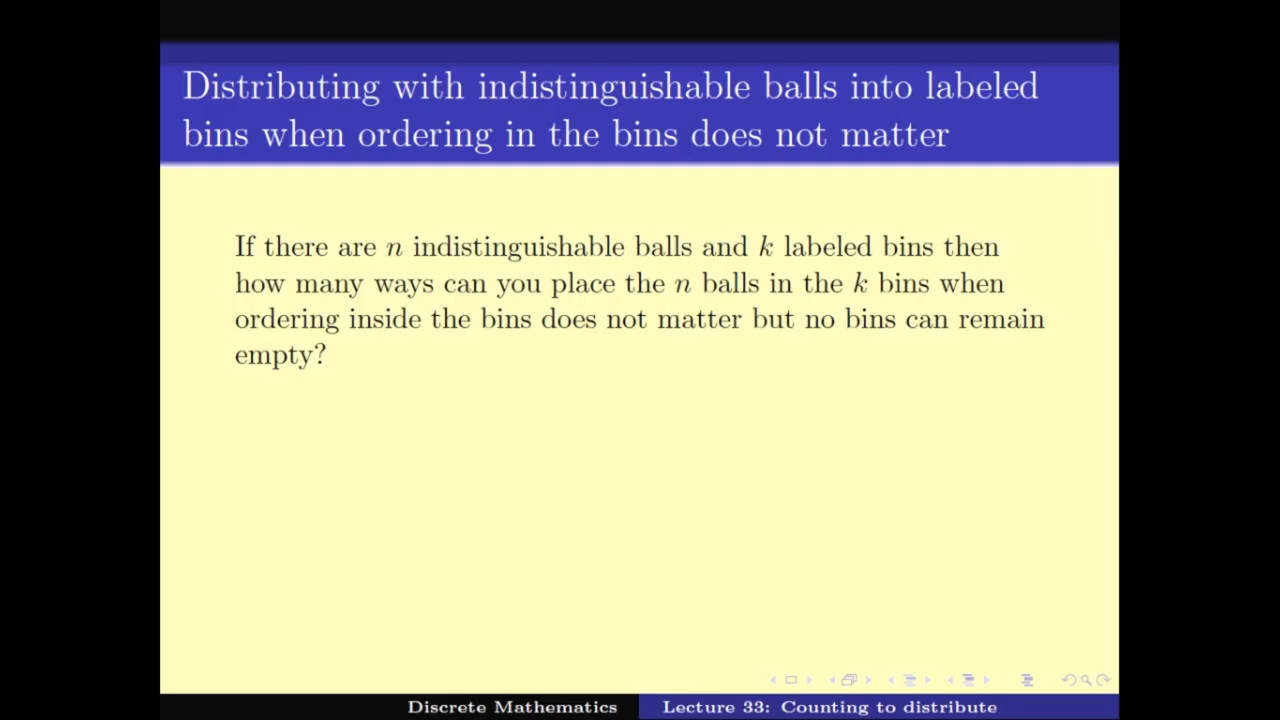 Distributing with indistinguishable balls into labeled
bins when ordering in the bins does not matter
If there are n indistinguishable balls and k labeled bins then
how many ways can you place the n balls in the k bins when
ordering inside the bins does not matter but no bins can remain
empty?
Discrete Mathematics
Lecture 33: Counting to distribute